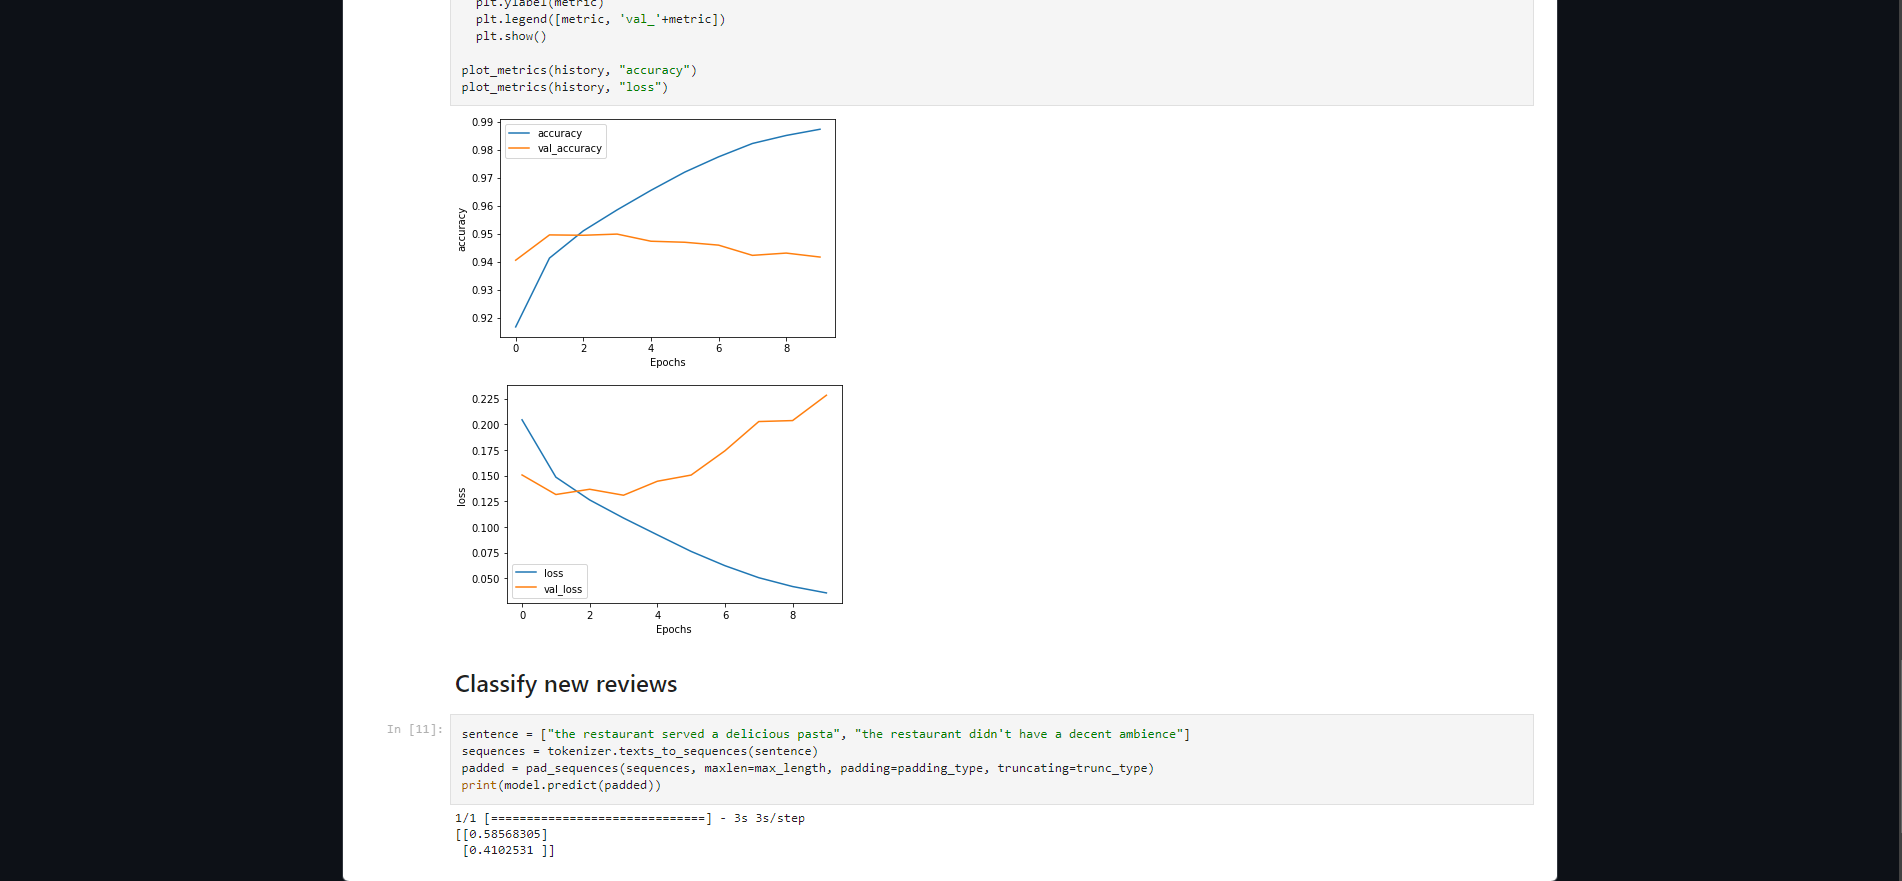 plt.ylabel(metric)
plt.legend([metric, 'val_'+metric])
plt.show()
plot_metrics(history, "accuracy")
plot_metrics(history, "loss")
0.99
0.98
0.97
0.96
0.95
0.94
0.93
0.92
accuracy
accuracy
val_accuracy
0 2 4 6 8
Epochs
0.225
0.200
0.175
0.150
0.125
0.100
0.075
0.050
loss
loss
val_loss
0 2 4 6 8
Epochs
Classify new reviews
In [11]:
sentence = ["the restaurant served a delicious pasta", "the restaurant didn't have a decent ambience"]
sequences = tokenizer.texts_to_sequences(sentence)
padded = pad_sequences(sequences, maxlen=max_length, padding=padding_type, truncating=trunc_type)
print(model.predict(padded))
1/1 [==============================] - 3s 3s/step
[[0.58568305]
 [0.4102531 ]]